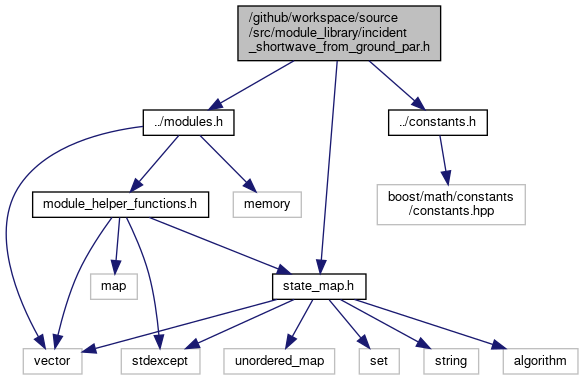 /github/workspace/source
/src/module_library/incident
_shortwave_from_ground_par.h
../modules.h
../constants.h
module_helper_functions.h
memory
boost/math/constants
/constants.hpp
map
state_map.h
vector
stdexcept
unordered_map
set
string
algorithm